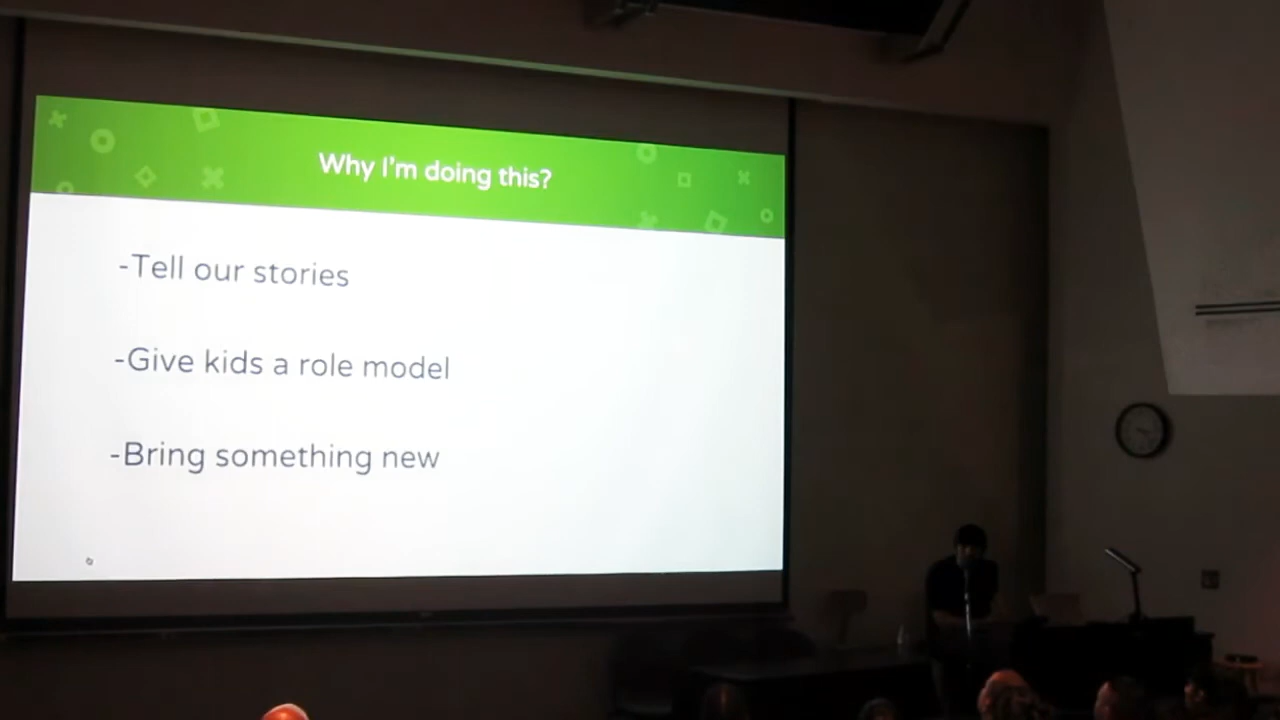 Why I'm doing this?
-Tell our stories
-Give kids a role model
-Bring something new